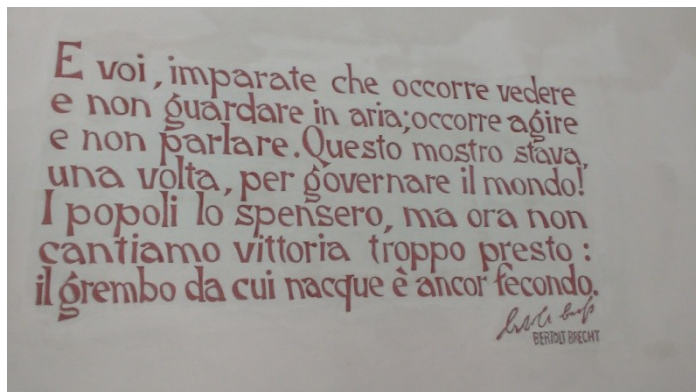 E voi, imparate che occorre vedere
e non guardare in aria; occorre agire
e non parlare. Questo mostro stava,
una volta, per governare il mondo!
I popoli lo spensero, ma ora non
cantiamo vittoria troppo presto:
il grembo da cui nacque è ancor fecondo.
BERTOLT BRECHT